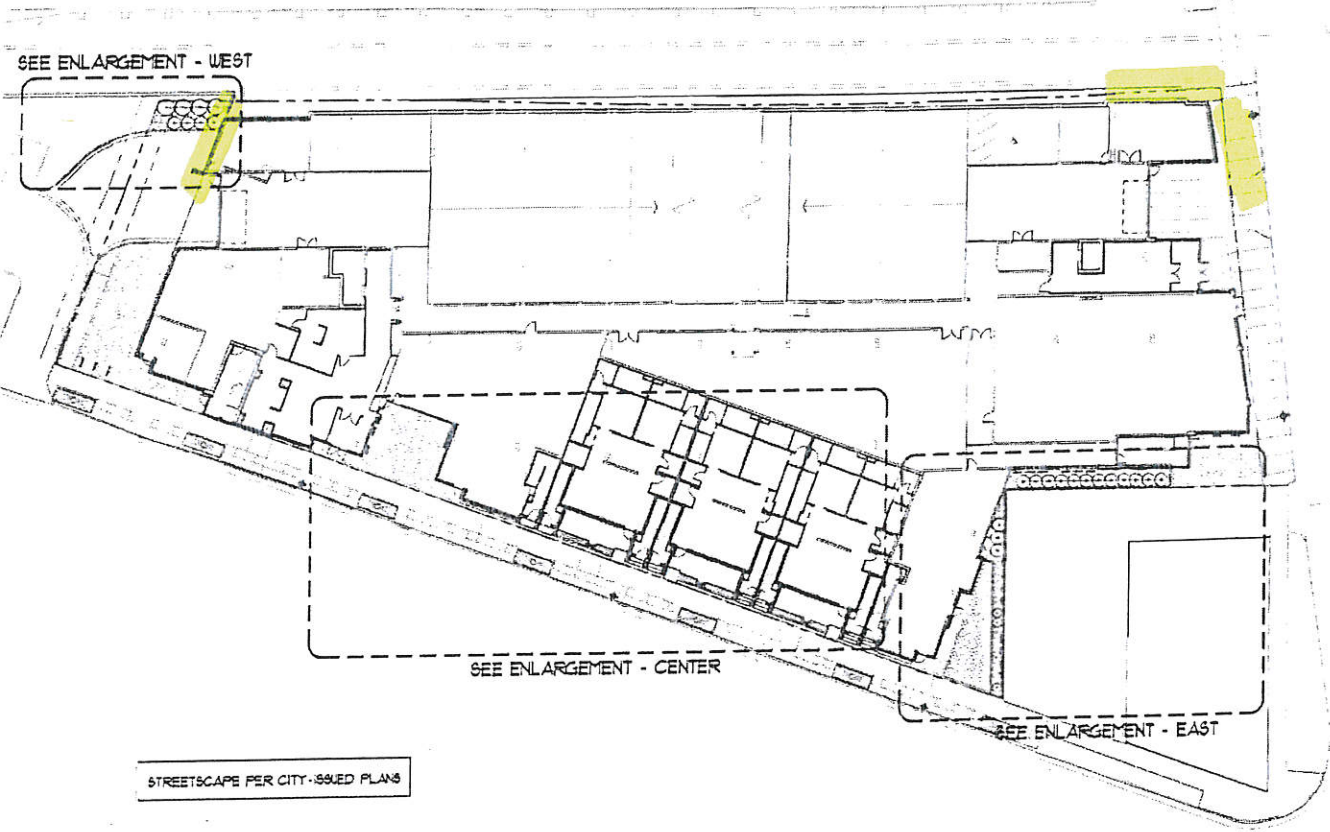 SEE ENLARGEMENT - WEST
SEE ENLARGEMENT - CENTER
SEE ENLARGEMENT - EAST
STREETSCAPE PER CITY-ISSUED PLANS